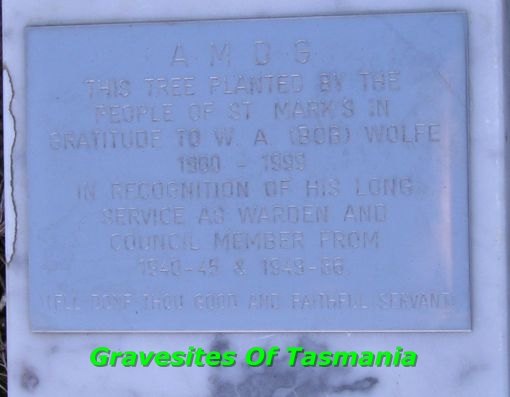 A M D G
THIS TREE PLANTED BY THE
PEOPLE OF ST MARK'S IN
GRATITUDE TO W. A. (BOB) WOLFE
1900 - 1999
IN RECOGNITION OF HIS LONG
SERVICE AS WARDEN AND
COUNCIL MEMBER FROM
1940-45 & 1949-86.
WELL DONE THOU GOOD AND FAITHFUL SERVANT
Gravesites Of Tasmania